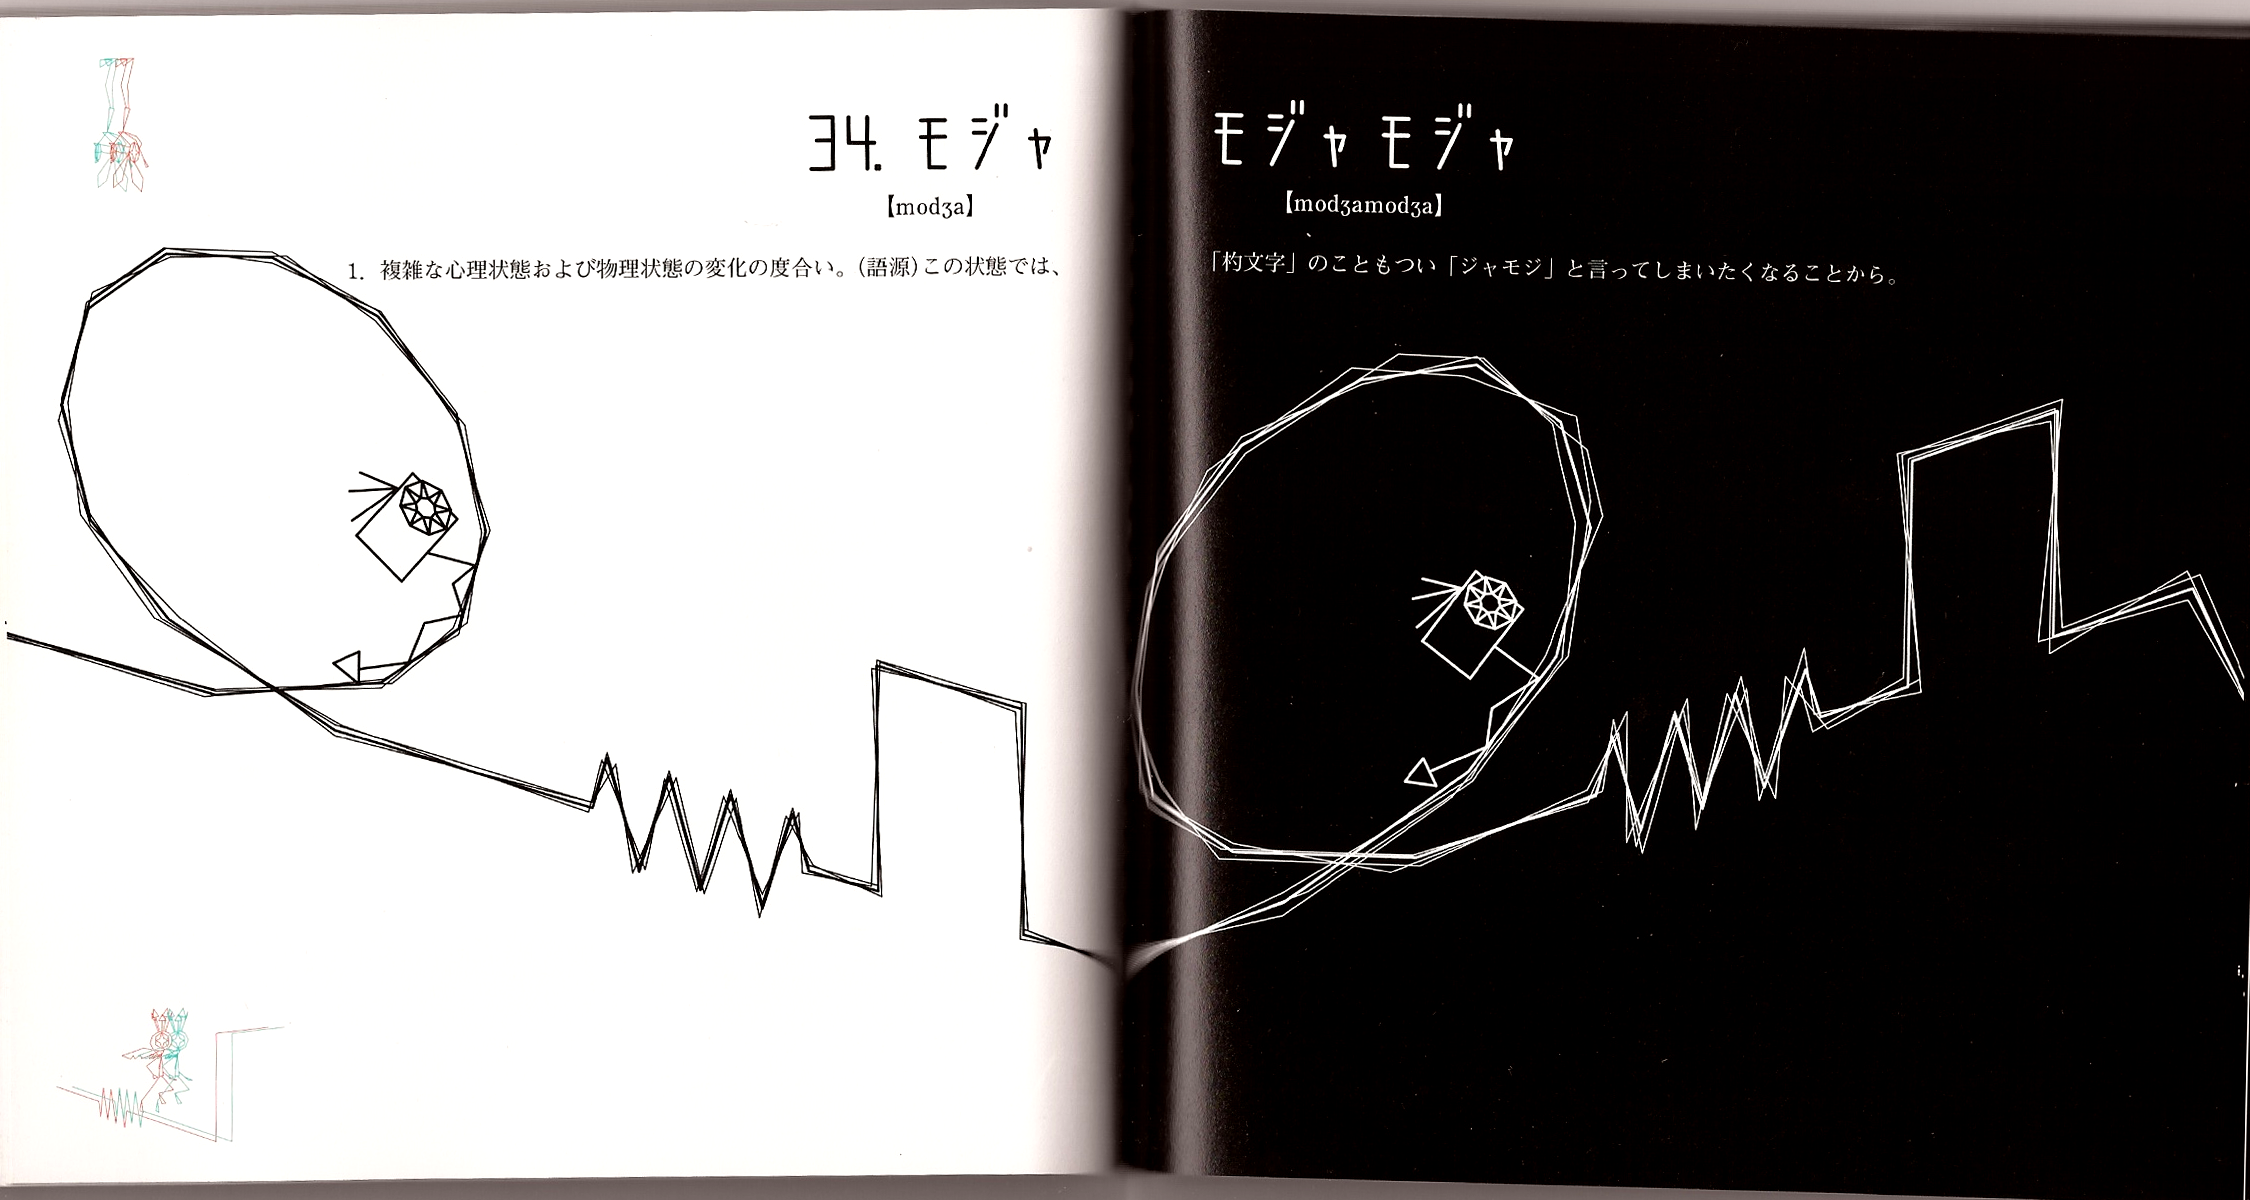 34. モジャ モジャモジャ
【modʒa】 【modʒamodʒa】
1. 複雑な心理状態および物理状態の変化の度合い。(語源)この状態では、「杓文字」のこともつい「ジャモジ」と言ってしまいたくなることから。